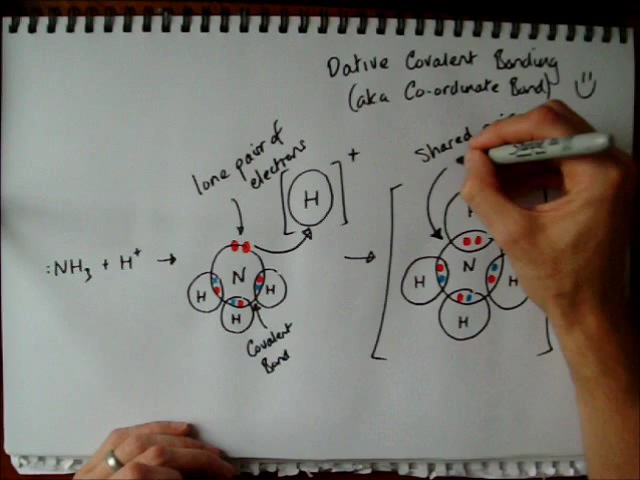 Dative Covalent Bonding
(aka Co-ordinate Bond)
lone pair of
electrons
Shared
[H]+
:NH3 + H+ →
N
H
H
H
Covalent
Bond
→
[
H
N
H
H
H
]